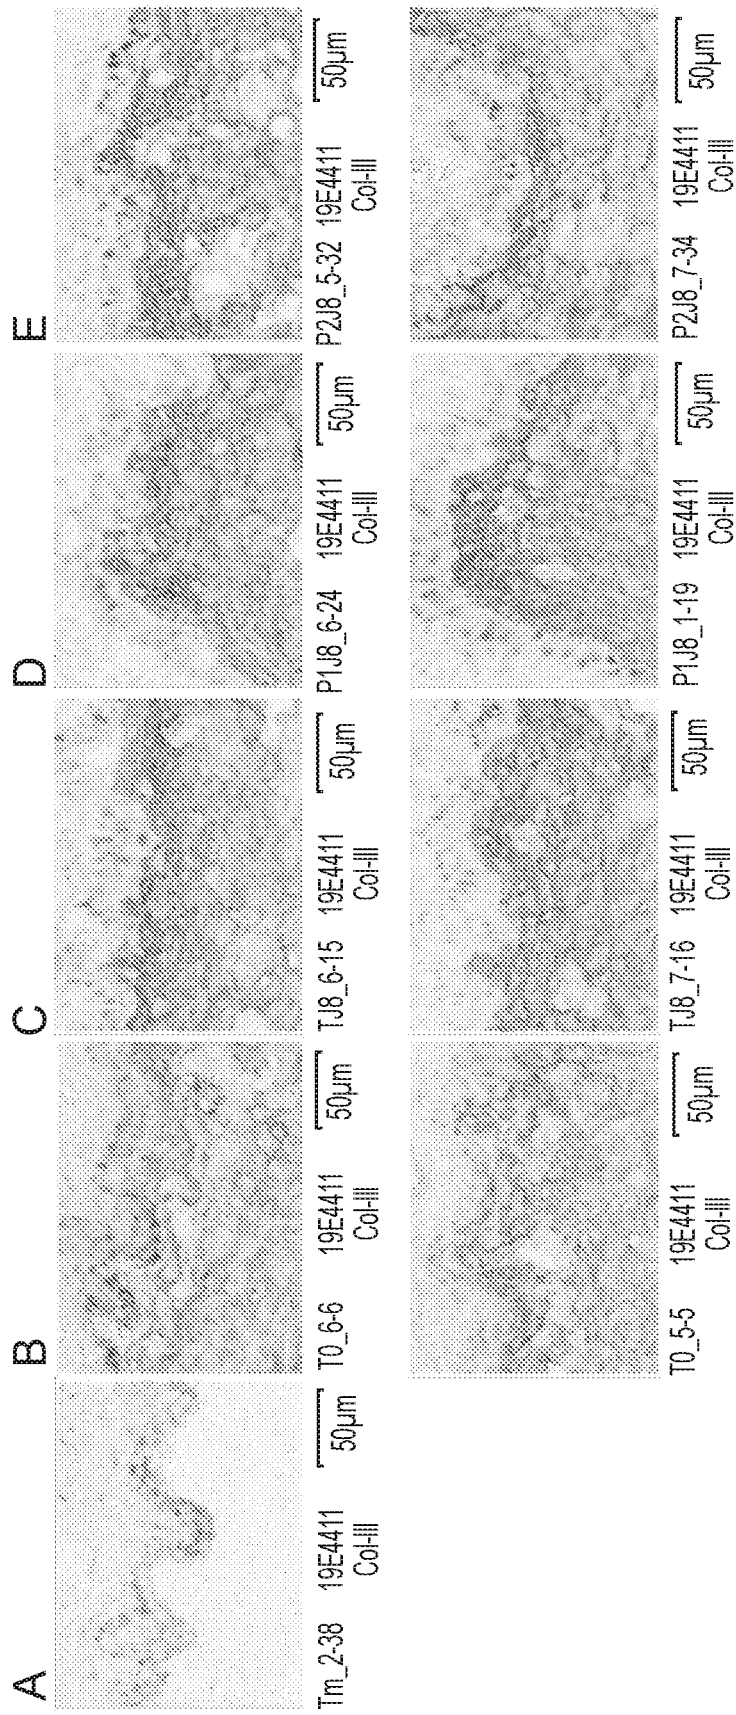 A
Tm_2-38 19E4411 50µm
Col-III
B
T0_6-6 19E4411 50µm
Col-III
T0_5-5 19E4411 50µm
Col-III
C
TJ8_6-15 19E4411 50µm
Col-III
TJ8_7-16 19E4411 50µm
Col-III
D
P1J8_6-24 19E4411 50µm
Col-III
P1J8_1-19 19E4411 50µm
Col-III
E
P2J8_5-32 19E4411 50µm
Col-III
P2J8_7-34 19E4411 50µm
Col-III